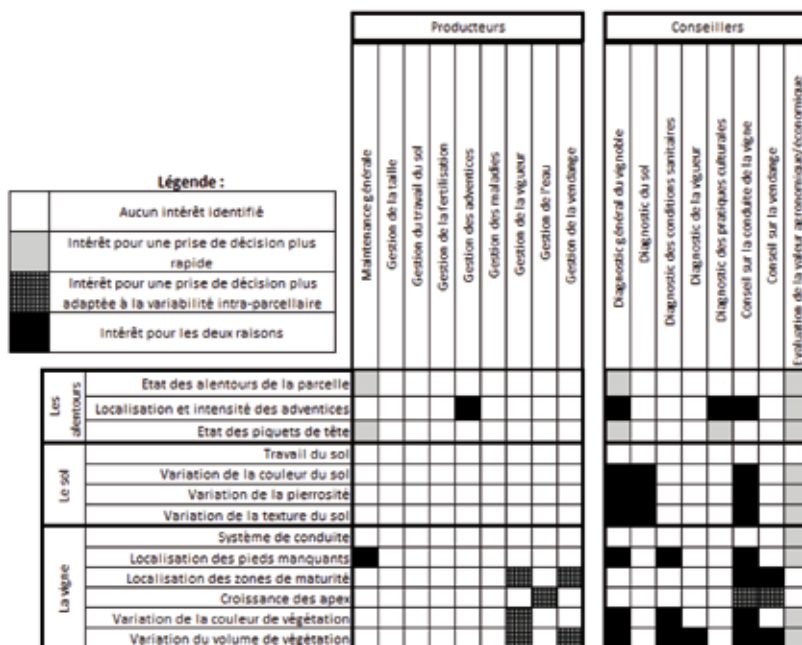 Producteurs
Conseillers
Maintenance générale
Gestion de la taille
Gestion du travail du sol
Gestion de la fertilisation
Gestion des adventices
Gestion des maladies
Gestion de la vigueur
Gestion de l'eau
Gestion de la vendange
Diagnostic général du vignoble
Diagnostic du sol
Diagnostic des conditions sanitaires
Diagnostic de la vigueur
Diagnostic des pratiques culturales
Conseil sur la conduite de la vigne
Conseil sur la vendange
Evaluation de la valeur agronomique/économique
Légende :
Aucun intérêt identifié
Intérêt pour une prise de décision plus
rapide
Intérêt pour une prise de décision plus
adaptée à la variabilité intra-parcellaire
Intérêt pour les deux raisons
Les
alentours
Etat des alentours de la parcelle
Localisation et intensité des adventices
Etat des piquets de tête
Le sol
Travail du sol
Variation de la couleur du sol
Variation de la pierrosité
Variation de la texture du sol
La vigne
Système de conduite
Localisation des pieds manquants
Localisation des zones de maturité
Croissance des apex
Variation de la couleur de végétation
Variation du volume de végétation